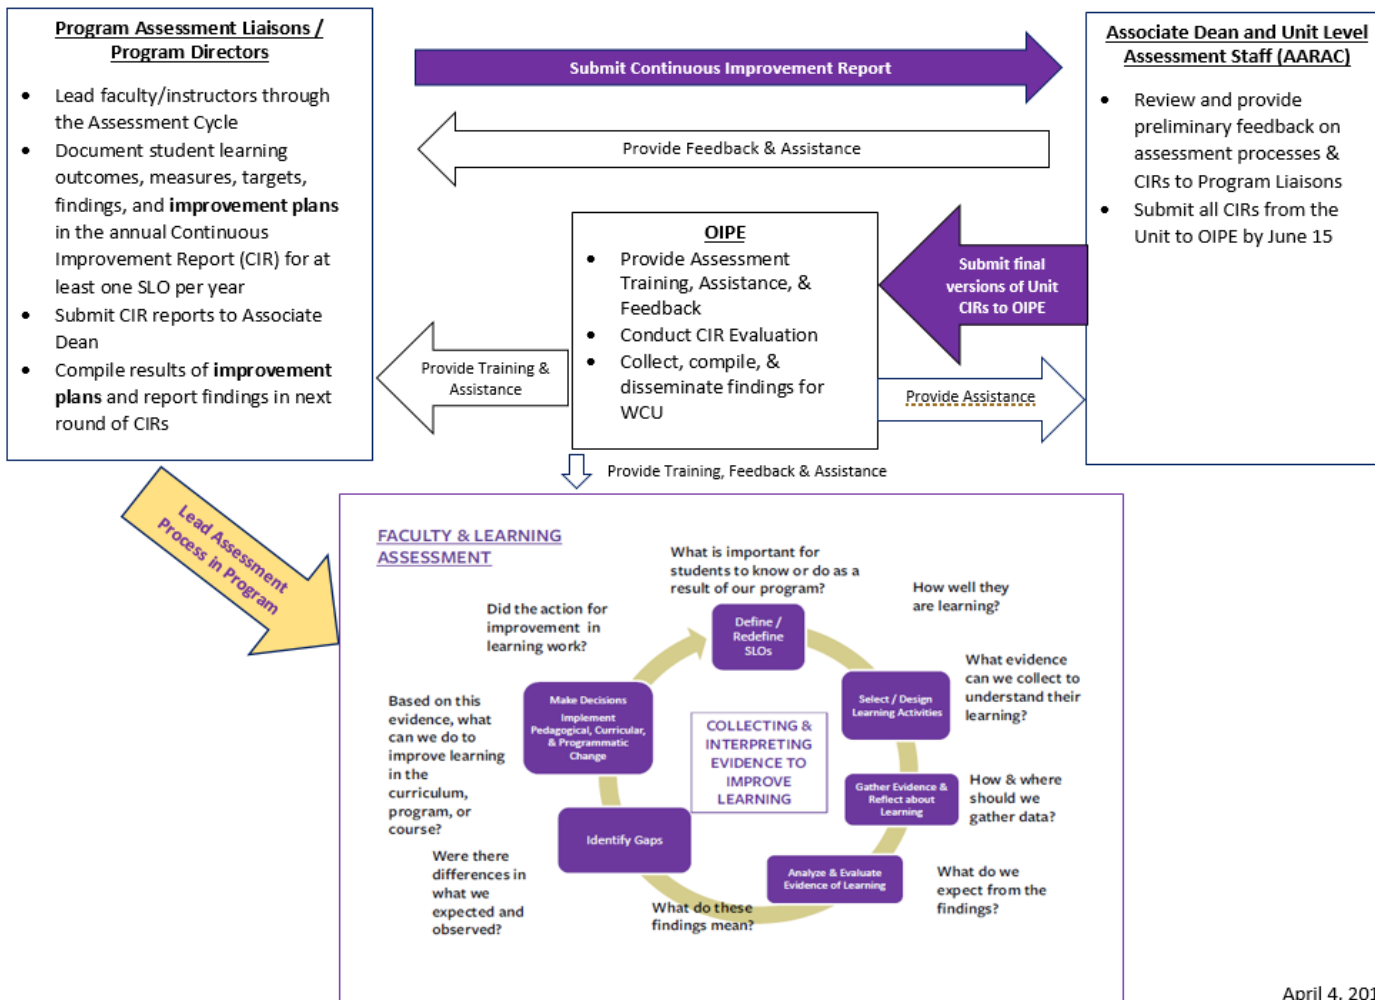 Program Assessment Liaisons /
Program Directors
• Lead faculty/instructors through
the Assessment Cycle
• Document student learning
outcomes, measures, targets,
findings, and improvement plans
in the annual Continuous
Improvement Report (CIR) for at
least one SLO per year
• Submit CIR reports to Associate
Dean
• Compile results of improvement
plans and report findings in next
round of CIRs
Submit Continuous Improvement Report
Provide Feedback & Assistance
Associate Dean and Unit Level
Assessment Staff (AARAC)
• Review and provide
preliminary feedback on
assessment processes &
CIRs to Program Liaisons
• Submit all CIRs from the
Unit to OIPE by June 15
OIPE
• Provide Assessment
Training, Assistance, &
Feedback
• Conduct CIR Evaluation
• Collect, compile, &
disseminate findings for
WCU
Submit final
versions of Unit
CIRs to OIPE
Provide Training &
Assistance
Provide Assistance
Provide Training, Feedback & Assistance
Lead Assessment
Process in Program
FACULTY & LEARNING
ASSESSMENT
What is important for
students to know or do as a
result of our program?
How well they
are learning?
Did the action for
improvement in
learning work?
Define /
Redefine
SLOs
What evidence
can we collect to
understand their
learning?
Select / Design
Learning Activities
Make Decisions
Implement
Pedagogical, Curricular,
& Programmatic
Change
Based on this
evidence, what
can we do to
improve learning
in the
curriculum,
program, or
course?
COLLECTING &
INTERPRETING
EVIDENCE TO
IMPROVE
LEARNING
Gather Evidence &
Reflect about
Learning
How & where
should we
gather data?
Identify Gaps
Analyze & Evaluate
Evidence of Learning
Were there
differences in
what we
expected and
observed?
What do these
findings mean?
What do we
expect from the
findings?
April 4, 201